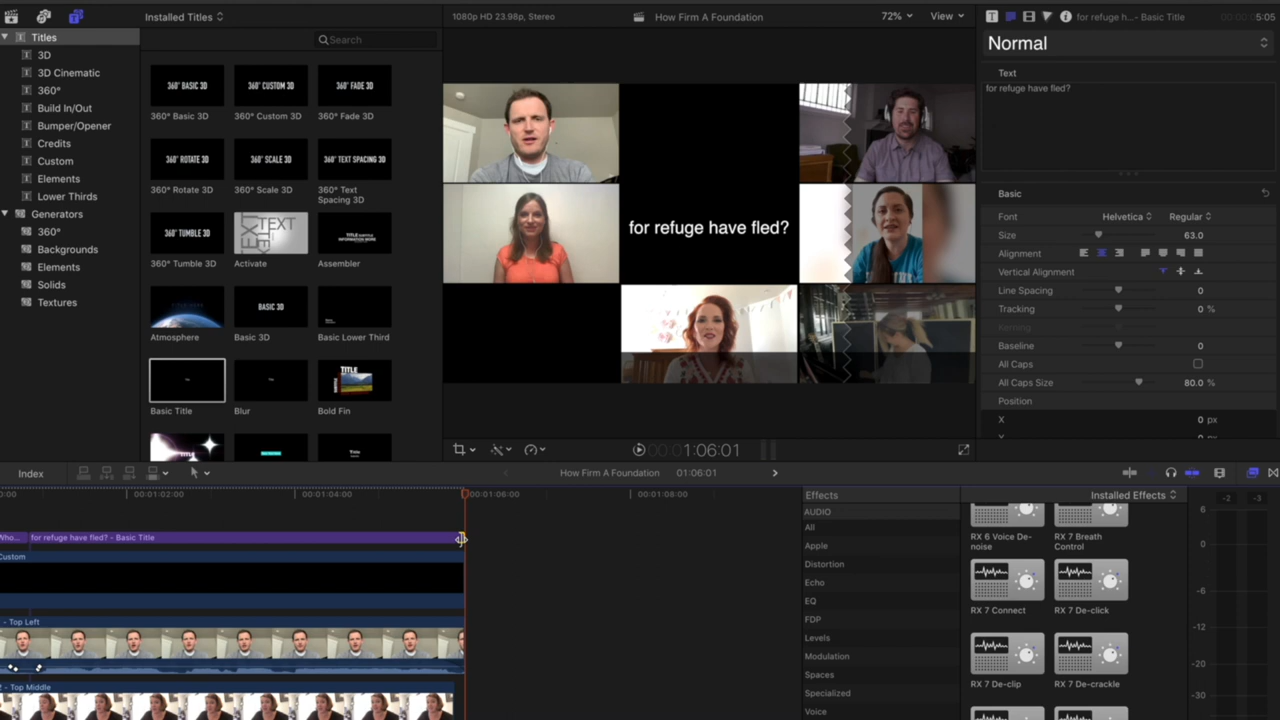 Installed Titles
1080p HD 23.98p, Stereo
How Firm A Foundation
72%
View
for refuge h...- Basic Title
5:05
Titles
3D
3D Cinematic
360°
Build In/Out
Bumper/Opener
Credits
Custom
Elements
Lower Thirds
Generators
360°
Backgrounds
Elements
Solids
Textures
Search
360° BASIC 3D
360° CUSTOM 3D
360° FADE 3D
360° Basic 3D
360° Custom 3D
360° Fade 3D
360° ROTATE 3D
360° SCALE 3D
360° TEXT SPACING 3D
360° Rotate 3D
360° Scale 3D
360° Text
Spacing 3D
360° TUMBLE 3D
TEXT
360° Tumble 3D
Activate
Assembler
BASIC 3D
Atmosphere
Basic 3D
Basic Lower Third
TITLE
Basic Title
Blur
Bold Fin
for refuge have fled?
Normal
Text
for refuge have fled?
Basic
Font
Helvetica
Regular
Size
63.0
Alignment
Vertical Alignment
Line Spacing
0
Tracking
0 %
Kerning
Baseline
0
All Caps
All Caps Size
80.0 %
Position
X
0 px
1:06:01
Index
How Firm A Foundation
01:06:01
00:01:02:00
00:01:04:00
00:01:06:00
00:01:08:00
Who...
for refuge have fled? - Basic Title
Custom
- Top Left
- Top Middle
Effects
Installed Effects
AUDIO
All
Apple
Distortion
Echo
EQ
FDP
Levels
Modulation
Spaces
Specialized
Voice
RX 6 Voice De-
noise
RX 7 Breath
Control
RX 7 Connect
RX 7 De-click
RX 7 De-clip
RX 7 De-crackle
-2
-3
6
0
-6
-12
-20
-30